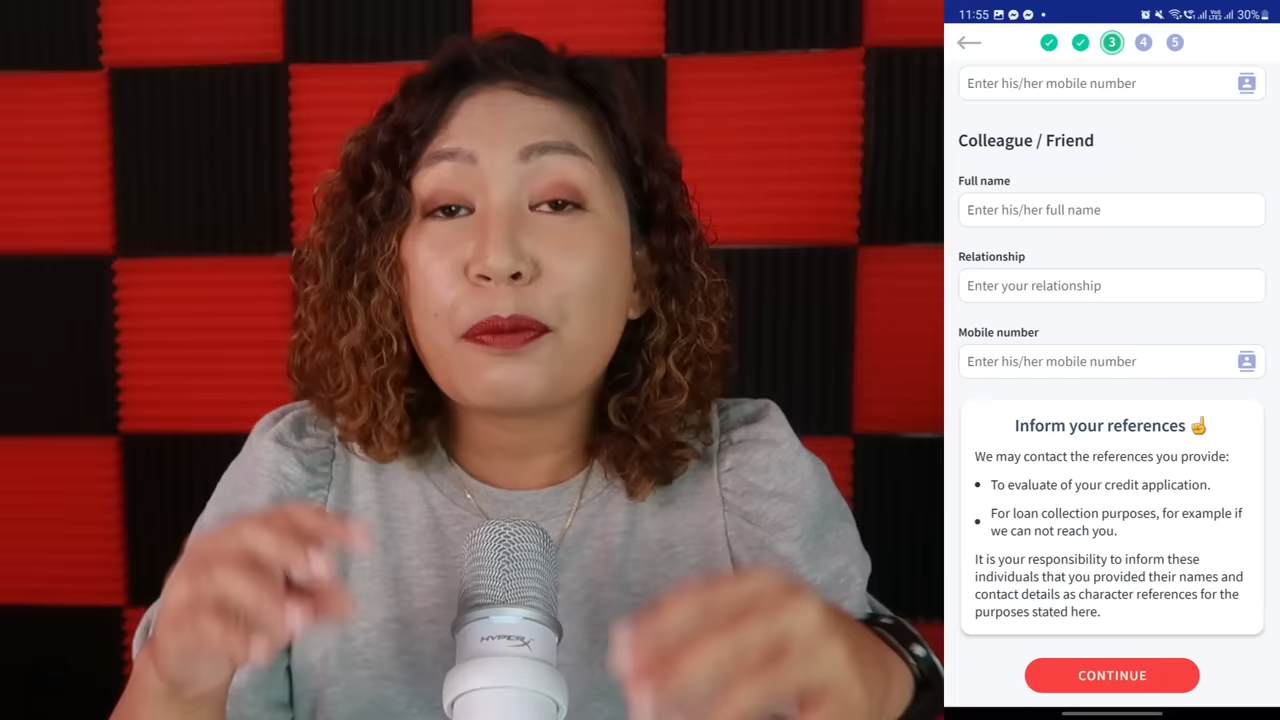 11:55
30%
3 4 5
Enter his/her mobile number
Colleague / Friend
Full name
Enter his/her full name
Relationship
Enter your relationship
Mobile number
Enter his/her mobile number
Inform your references ☝
We may contact the references you provide:
• To evaluate of your credit application.
• For loan collection purposes, for example if
we can not reach you.
It is your responsibility to inform these
individuals that you provided their names and
contact details as character references for the
purposes stated here.
CONTINUE
HYPERX